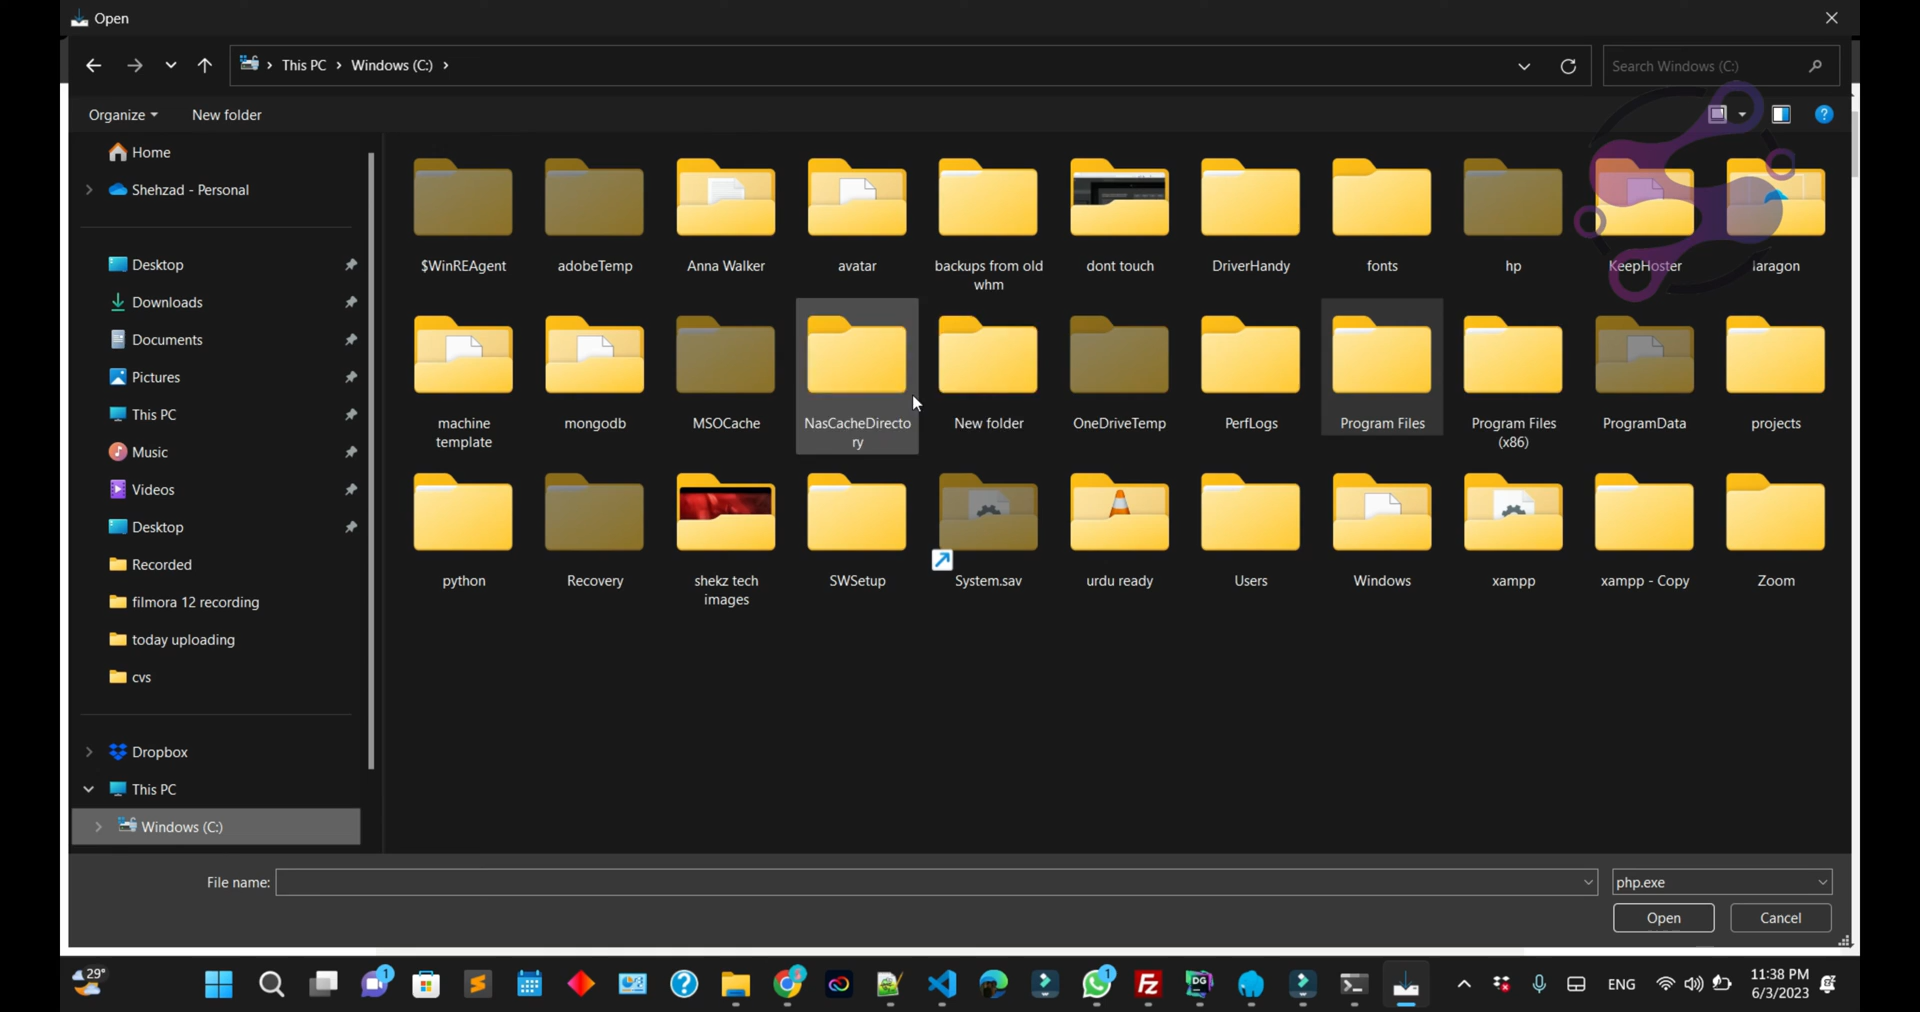 Open
This PC
Windows (C:)
Search Windows (C:)
Organize
New folder
Home
Shehzad - Personal
Desktop
Downloads
Documents
Pictures
This PC
Music
Videos
Desktop
Recorded
filmora 12 recording
today uploading
cvs
Dropbox
This PC
Windows (C:)
$WinREAgent
adobeTemp
Anna Walker
avatar
backups from old
whm
dont touch
DriverHandy
fonts
hp
KeepHoster
laragon
machine
template
mongodb
MSOCache
NasCacheDirecto
ry
New folder
OneDriveTemp
PerfLogs
Program Files
Program Files
(x86)
ProgramData
projects
python
Recovery
shekz tech
images
SWSetup
System.sav
urdu ready
Users
Windows
xampp
xampp - Copy
Zoom
File name:
php.exe
Open
Cancel
29°
1
1
DG
ENG
11:38 PM
6/3/2023